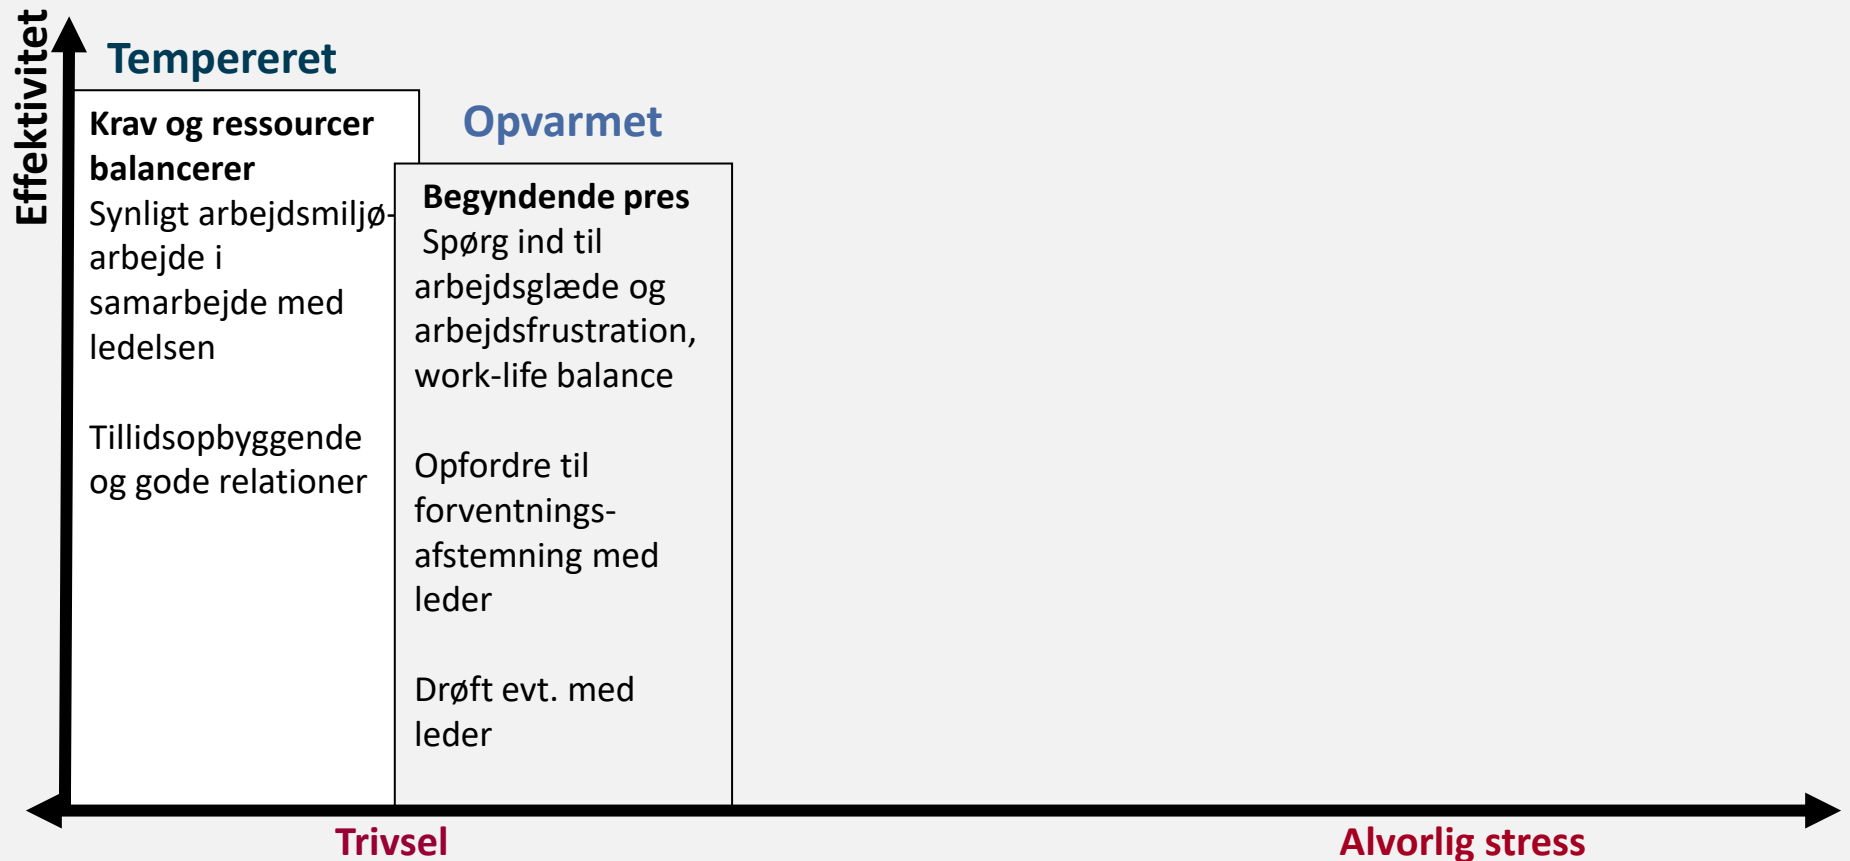 Effektivitet
Tempereret
Krav og ressourcer
balancerer
Synligt arbejdsmiljø-
arbejde i
samarbejde med
ledelsen
Tillidsopbyggende
og gode relationer
Opvarmet
Begyndende pres
Spørg ind til
arbejdsglæde og
arbejdsfrustration,
work-life balance
Opfordre til
forventnings-
afstemning med
leder
Drøft evt. med
leder
Trivsel
Alvorlig stress